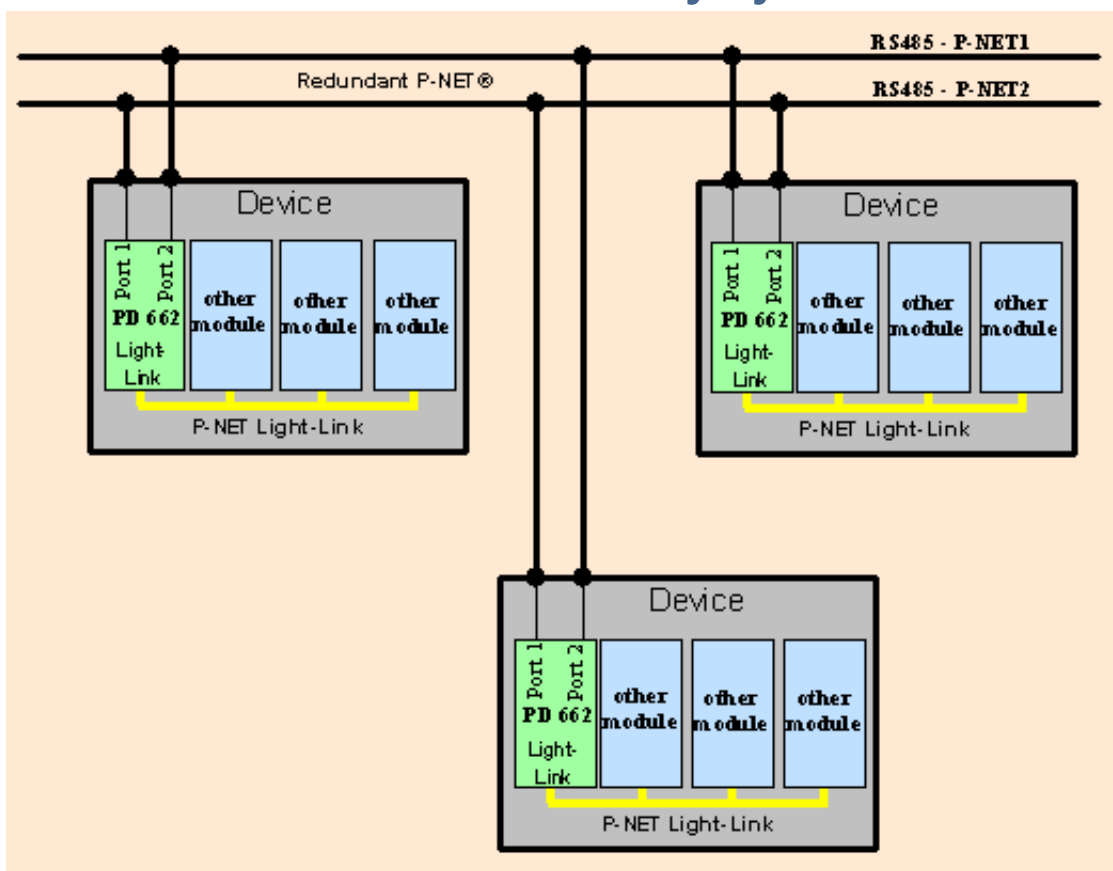 RS485 - P-NET1
Redundant P-NET®
RS485 - P-NET2
Device
Port 1
Port 2
PD 662
Light-
Link
other
module
other
module
other
module
P-NET Light-Link
Device
Port 1
Port 2
PD 662
Light-
Link
other
module
other
module
other
module
P-NET Light-Link
Device
Port 1
Port 2
PD 662
Light-
Link
other
module
other
module
other
module
P-NET Light-Link